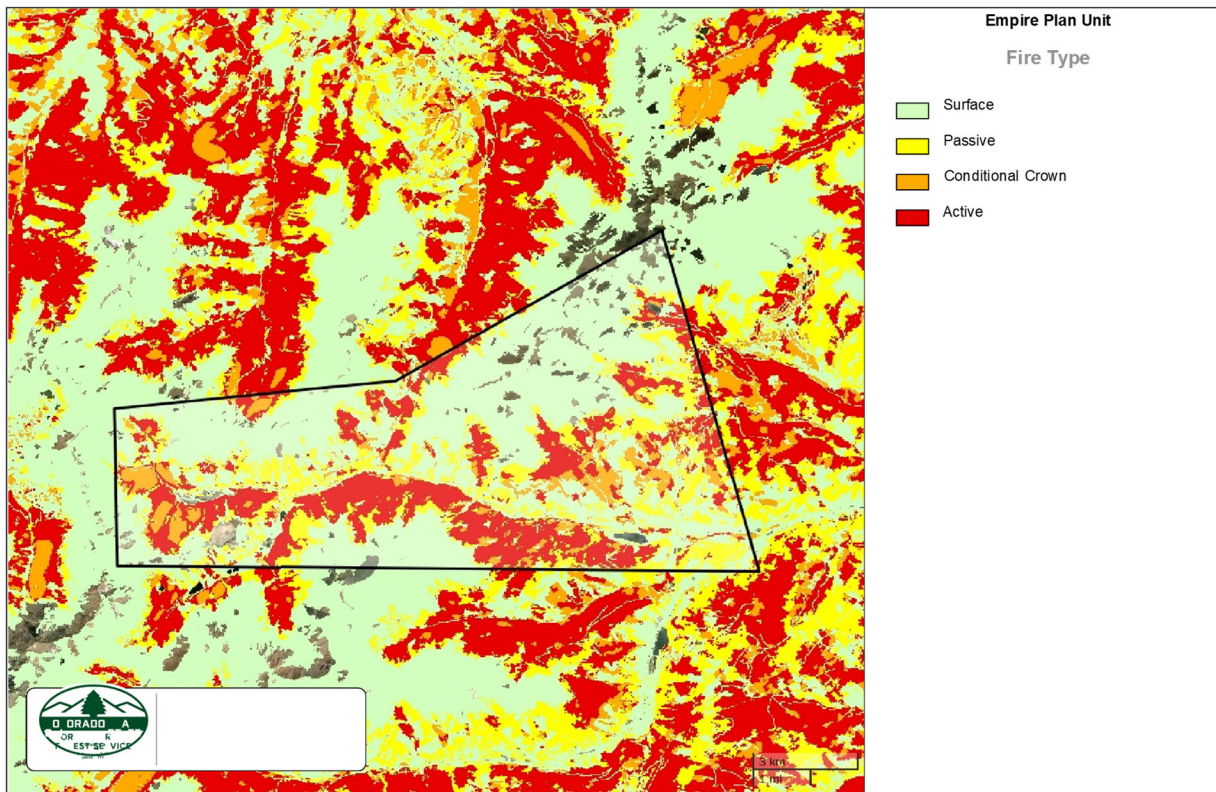 Empire Plan Unit
Fire Type
Surface
Passive
Conditional Crown
Active
3 km
1 mi